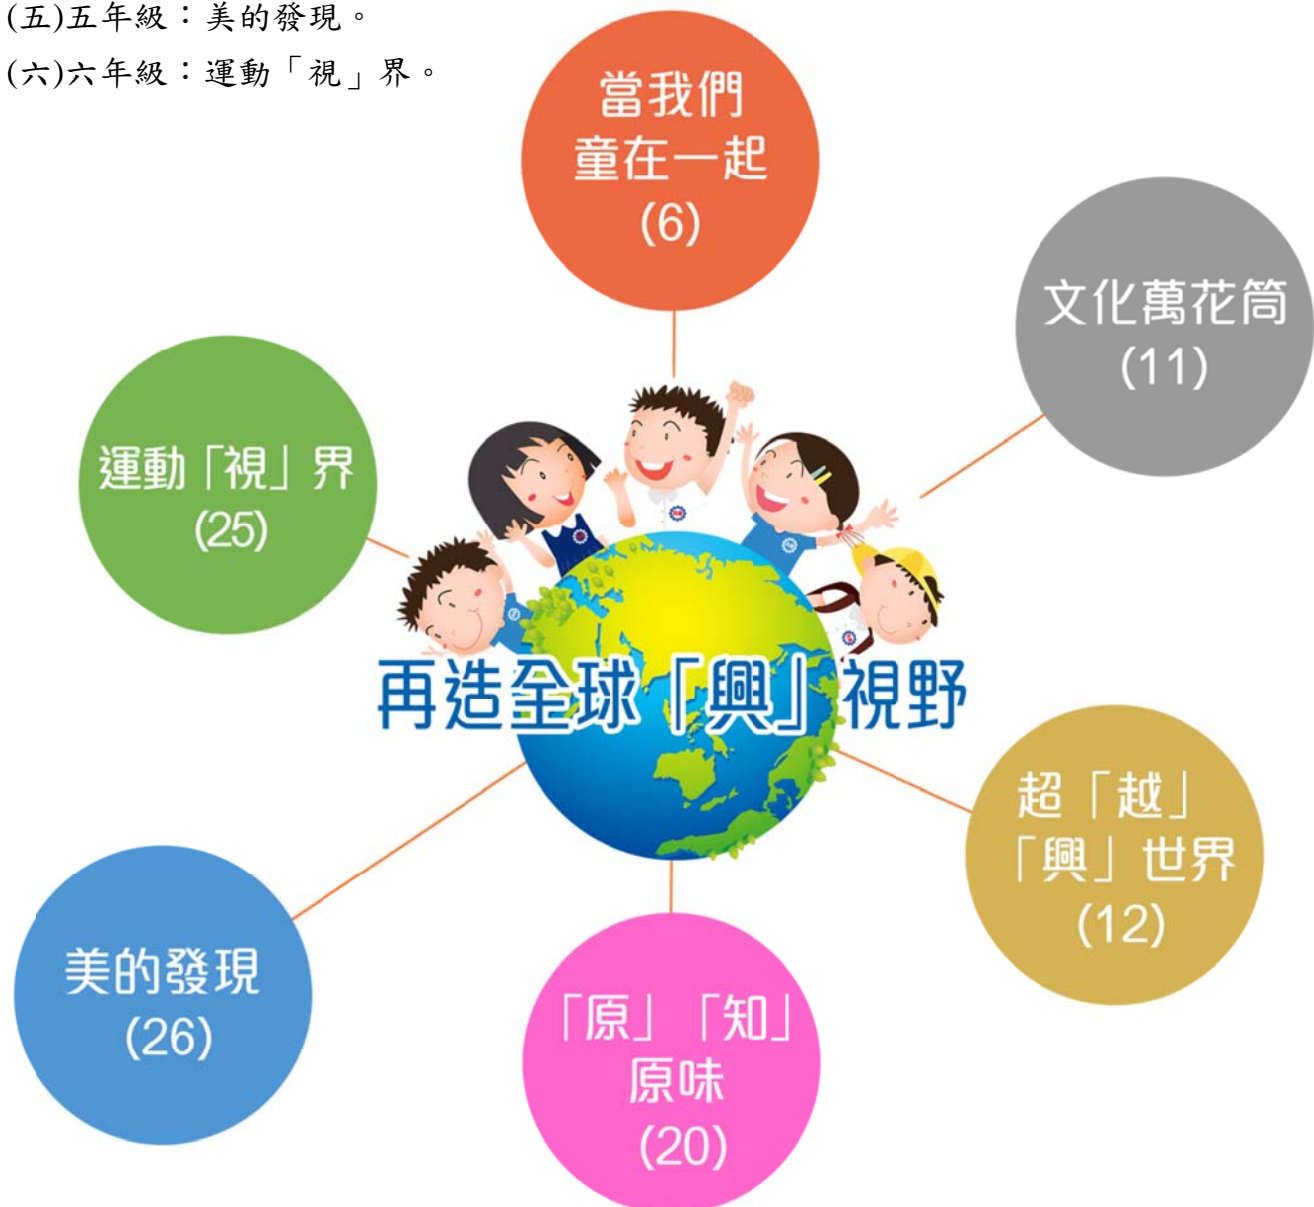 (五)五年級：美的發現。
(六)六年級：運動「視」界。
當我們
童在一起
(6)
文化萬花筒
(11)
運動「視」界
(25)
再造全球「興」視野
超「越」
「興」世界
(12)
美的發現
(26)
「原」「知」
原味
(20)